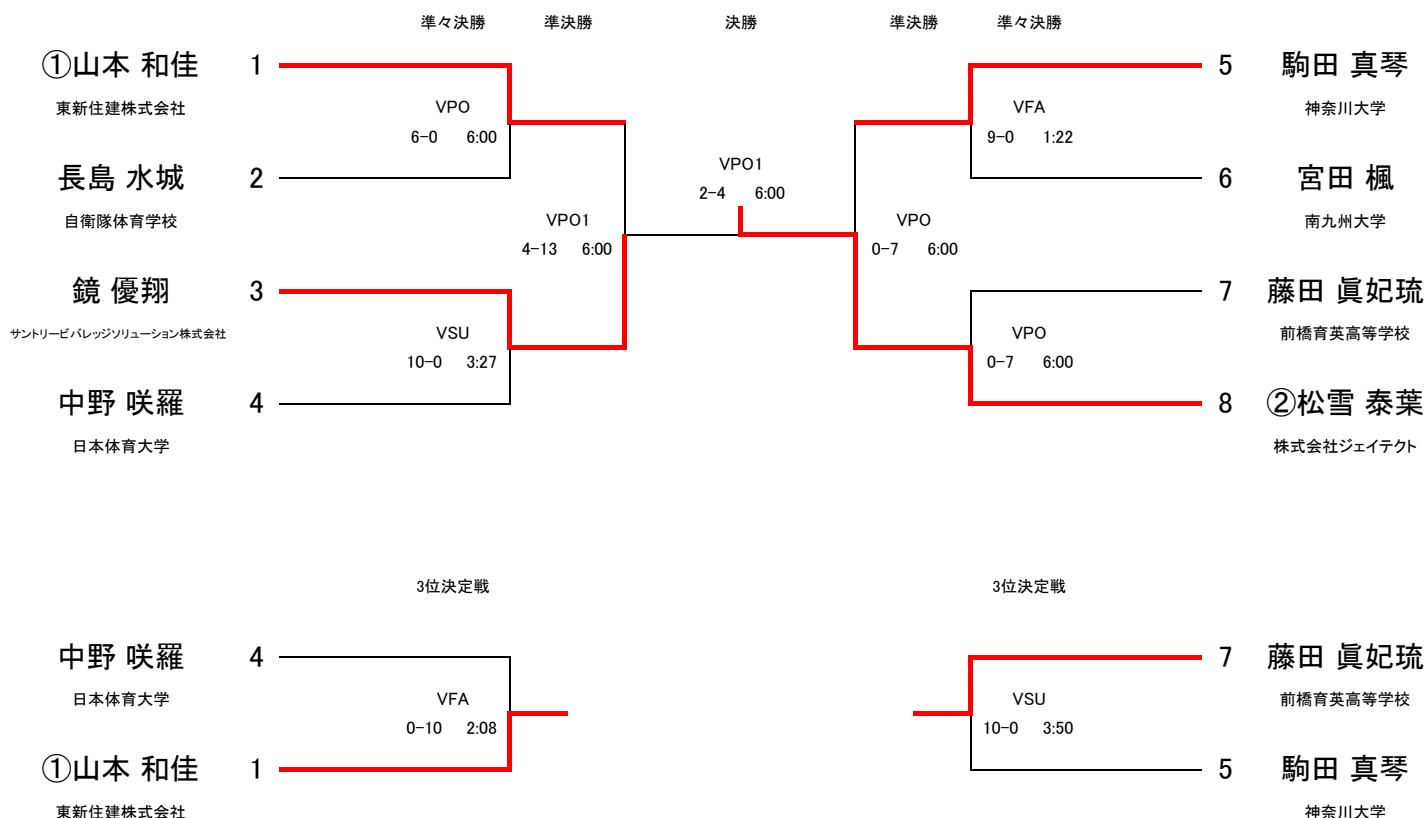 準々決勝 準決勝 決勝 準決勝 準々決勝
①山本 和佳 1 5 駒田 真琴
東新住建株式会社 VPO VFA 神奈川大学
6-0 6:00 9-0 1:22
長島 水城 2 VPO1 6 宮田 楓
2-4 6:00
自衛隊体育学校 VPO1 VPO 南九州大学
4-13 6:00 0-7 6:00
鏡 優翔 3 7 藤田 眞妃琉
サントリービバレッジソリューション株式会社 VSU VPO 前橋育英高等学校
10-0 3:27 0-7 6:00
中野 咲羅 4 8 ②松雪 泰葉
日本体育大学 株式会社ジェイテクト
3位決定戦 3位決定戦
中野 咲羅 4 7 藤田 眞妃琉
日本体育大学 VFA VSU 前橋育英高等学校
0-10 2:08 10-0 3:50
①山本 和佳 1 5 駒田 真琴
東新住建株式会社 神奈川大学